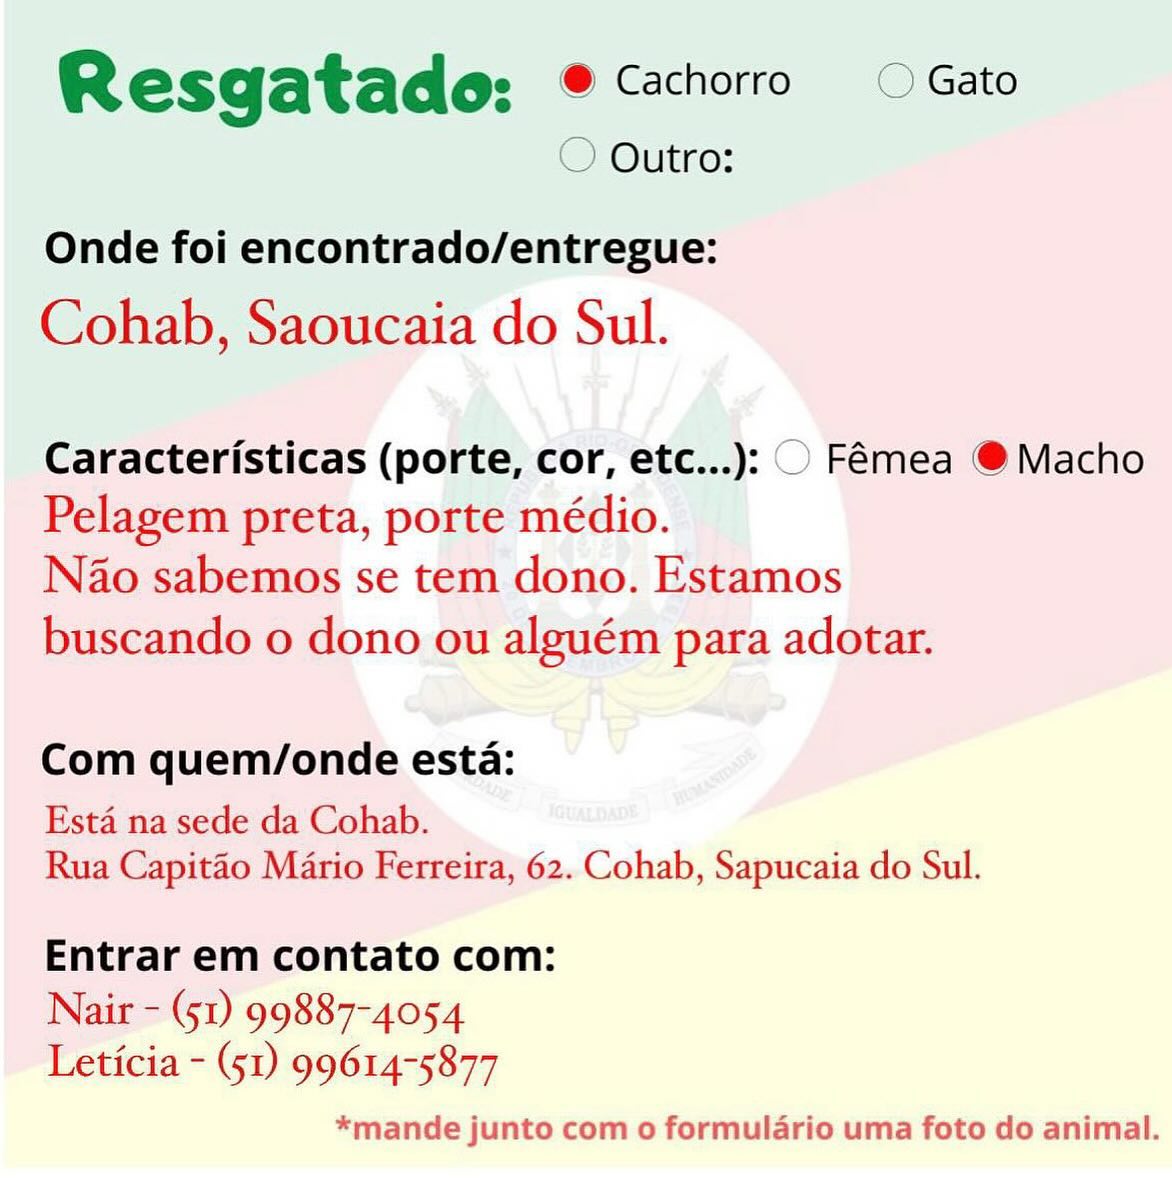 Resgatado: Cachorro Gato
Outro:
Onde foi encontrado/entregue:
Cohab, Saoucaia do Sul.
Características (porte, cor, etc...): Fêmea Macho
Pelagem preta, porte médio.
Não sabemos se tem dono. Estamos
buscando o dono ou alguém para adotar.
Com quem/onde está:
IGUALDADE HUMANIDADE
Está na sede da Cohab.
Rua Capitão Mário Ferreira, 62. Cohab, Sapucaia do Sul.
Entrar em contato com:
Nair - (51) 99887-4054
Letícia - (51) 99614-5877
*mande junto com o formulário uma foto do animal.